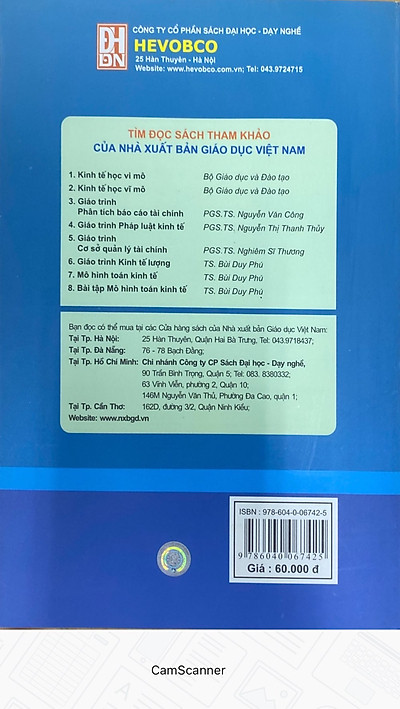 CÔNG TY CỔ PHẦN SÁCH ĐẠI HỌC - DẠY NGHỀ
HEVOBCO
25 Hàn Thuyên - Hà Nội
Website: www.hevobco.com.vn; Tel: 043.9724715
TÌM ĐỌC SÁCH THAM KHẢO
CỦA NHÀ XUẤT BẢN GIÁO DỤC VIỆT NAM
1. Kinh tế học vi mô Bộ Giáo dục và Đào tạo
2. Kinh tế học vĩ mô Bộ Giáo dục và Đào tạo
3. Giáo trình
Phân tích báo cáo tài chính PGS.TS. Nguyễn Văn Công
4. Giáo trình Pháp luật kinh tế PGS.TS. Nguyễn Thị Thanh Thủy
5. Giáo trình
Cơ sở quản lý tài chính PGS.TS. Nghiêm Sĩ Thương
6. Giáo trình Kinh tế lượng TS. Bùi Duy Phú
7. Mô hình toán kinh tế TS. Bùi Duy Phú
8. Bài tập Mô hình toán kinh tế TS. Bùi Duy Phú
Bạn đọc có thể mua tại các Cửa hàng sách của Nhà xuất bản Giáo dục Việt Nam:
Tại Tp. Hà Nội: 25 Hàn Thuyên, Quận Hai Bà Trưng, Tel: 043.9718437;
Tại Tp. Đà Nẵng: 76 - 78 Bạch Đằng;
Tại Tp. Hồ Chí Minh: Chi nhánh Công ty CP Sách Đại học - Dạy nghề,
90 Trần Bình Trọng, Quận 5; Tel: 083. 8380332;
63 Vĩnh Viễn, phường 2, Quận 10;
146M Nguyễn Văn Thủ, Phường Đa Cao, quận 1;
Tại Tp. Cần Thơ: 162D, đường 3/2, Quận Ninh Kiều;
Website: www.nxbgd.vn
ISBN : 978-604-0-06742-5
9 786040 067425
Giá : 60.000 đ
CamScanner